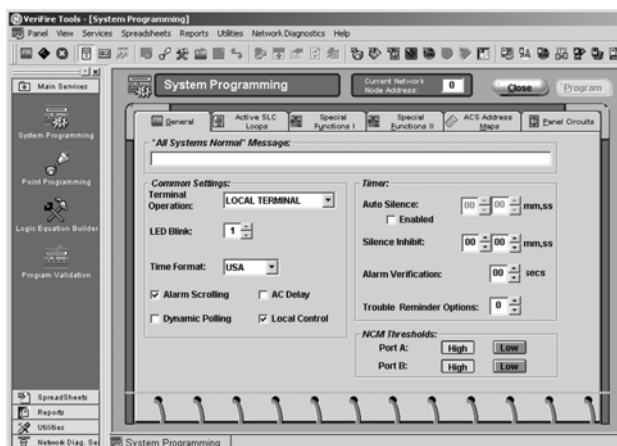 VeriFire Tools - [System Programming]
Panel View Services Spreadsheets Reports Utilities Network Diagnostics Help
Main Services
System Programming
Point Programming
Logic Equation Builder
Program Validation
SpreadSheets
Reports
Utilities
Network Diag. Se
System Programming
Current Network
Node Address: 0
Close
Program
General
Active SLC
Loops
Special
Functions I
Special
Functions II
ACS Address
Maps
Panel Circuits
"All Systems Normal" Message:
Common Settings:
Terminal
Operation: LOCAL TERMINAL
LED Blink: 1
Time Format: USA
Alarm Scrolling AC Delay
Dynamic Polling Local Control
Timer:
Auto Silence: 00 00 mm,ss
Enabled
Silence Inhibit: 00 00 mm,ss
Alarm Verification: 00 secs
Trouble Reminder Options: 0
NCM Thresholds:
Port A: High Low
Port B: High Low
System Programming